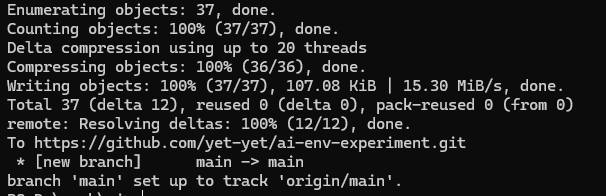 Enumerating objects: 37, done.
Counting objects: 100% (37/37), done.
Delta compression using up to 20 threads
Compressing objects: 100% (36/36), done.
Writing objects: 100% (37/37), 107.08 KiB | 15.30 MiB/s, done.
Total 37 (delta 12), reused 0 (delta 0), pack-reused 0 (from 0)
remote: Resolving deltas: 100% (12/12), done.
To https://github.com/yet-yet/ai-env-experiment.git
 * [new branch]      main -> main
branch 'main' set up to track 'origin/main'.